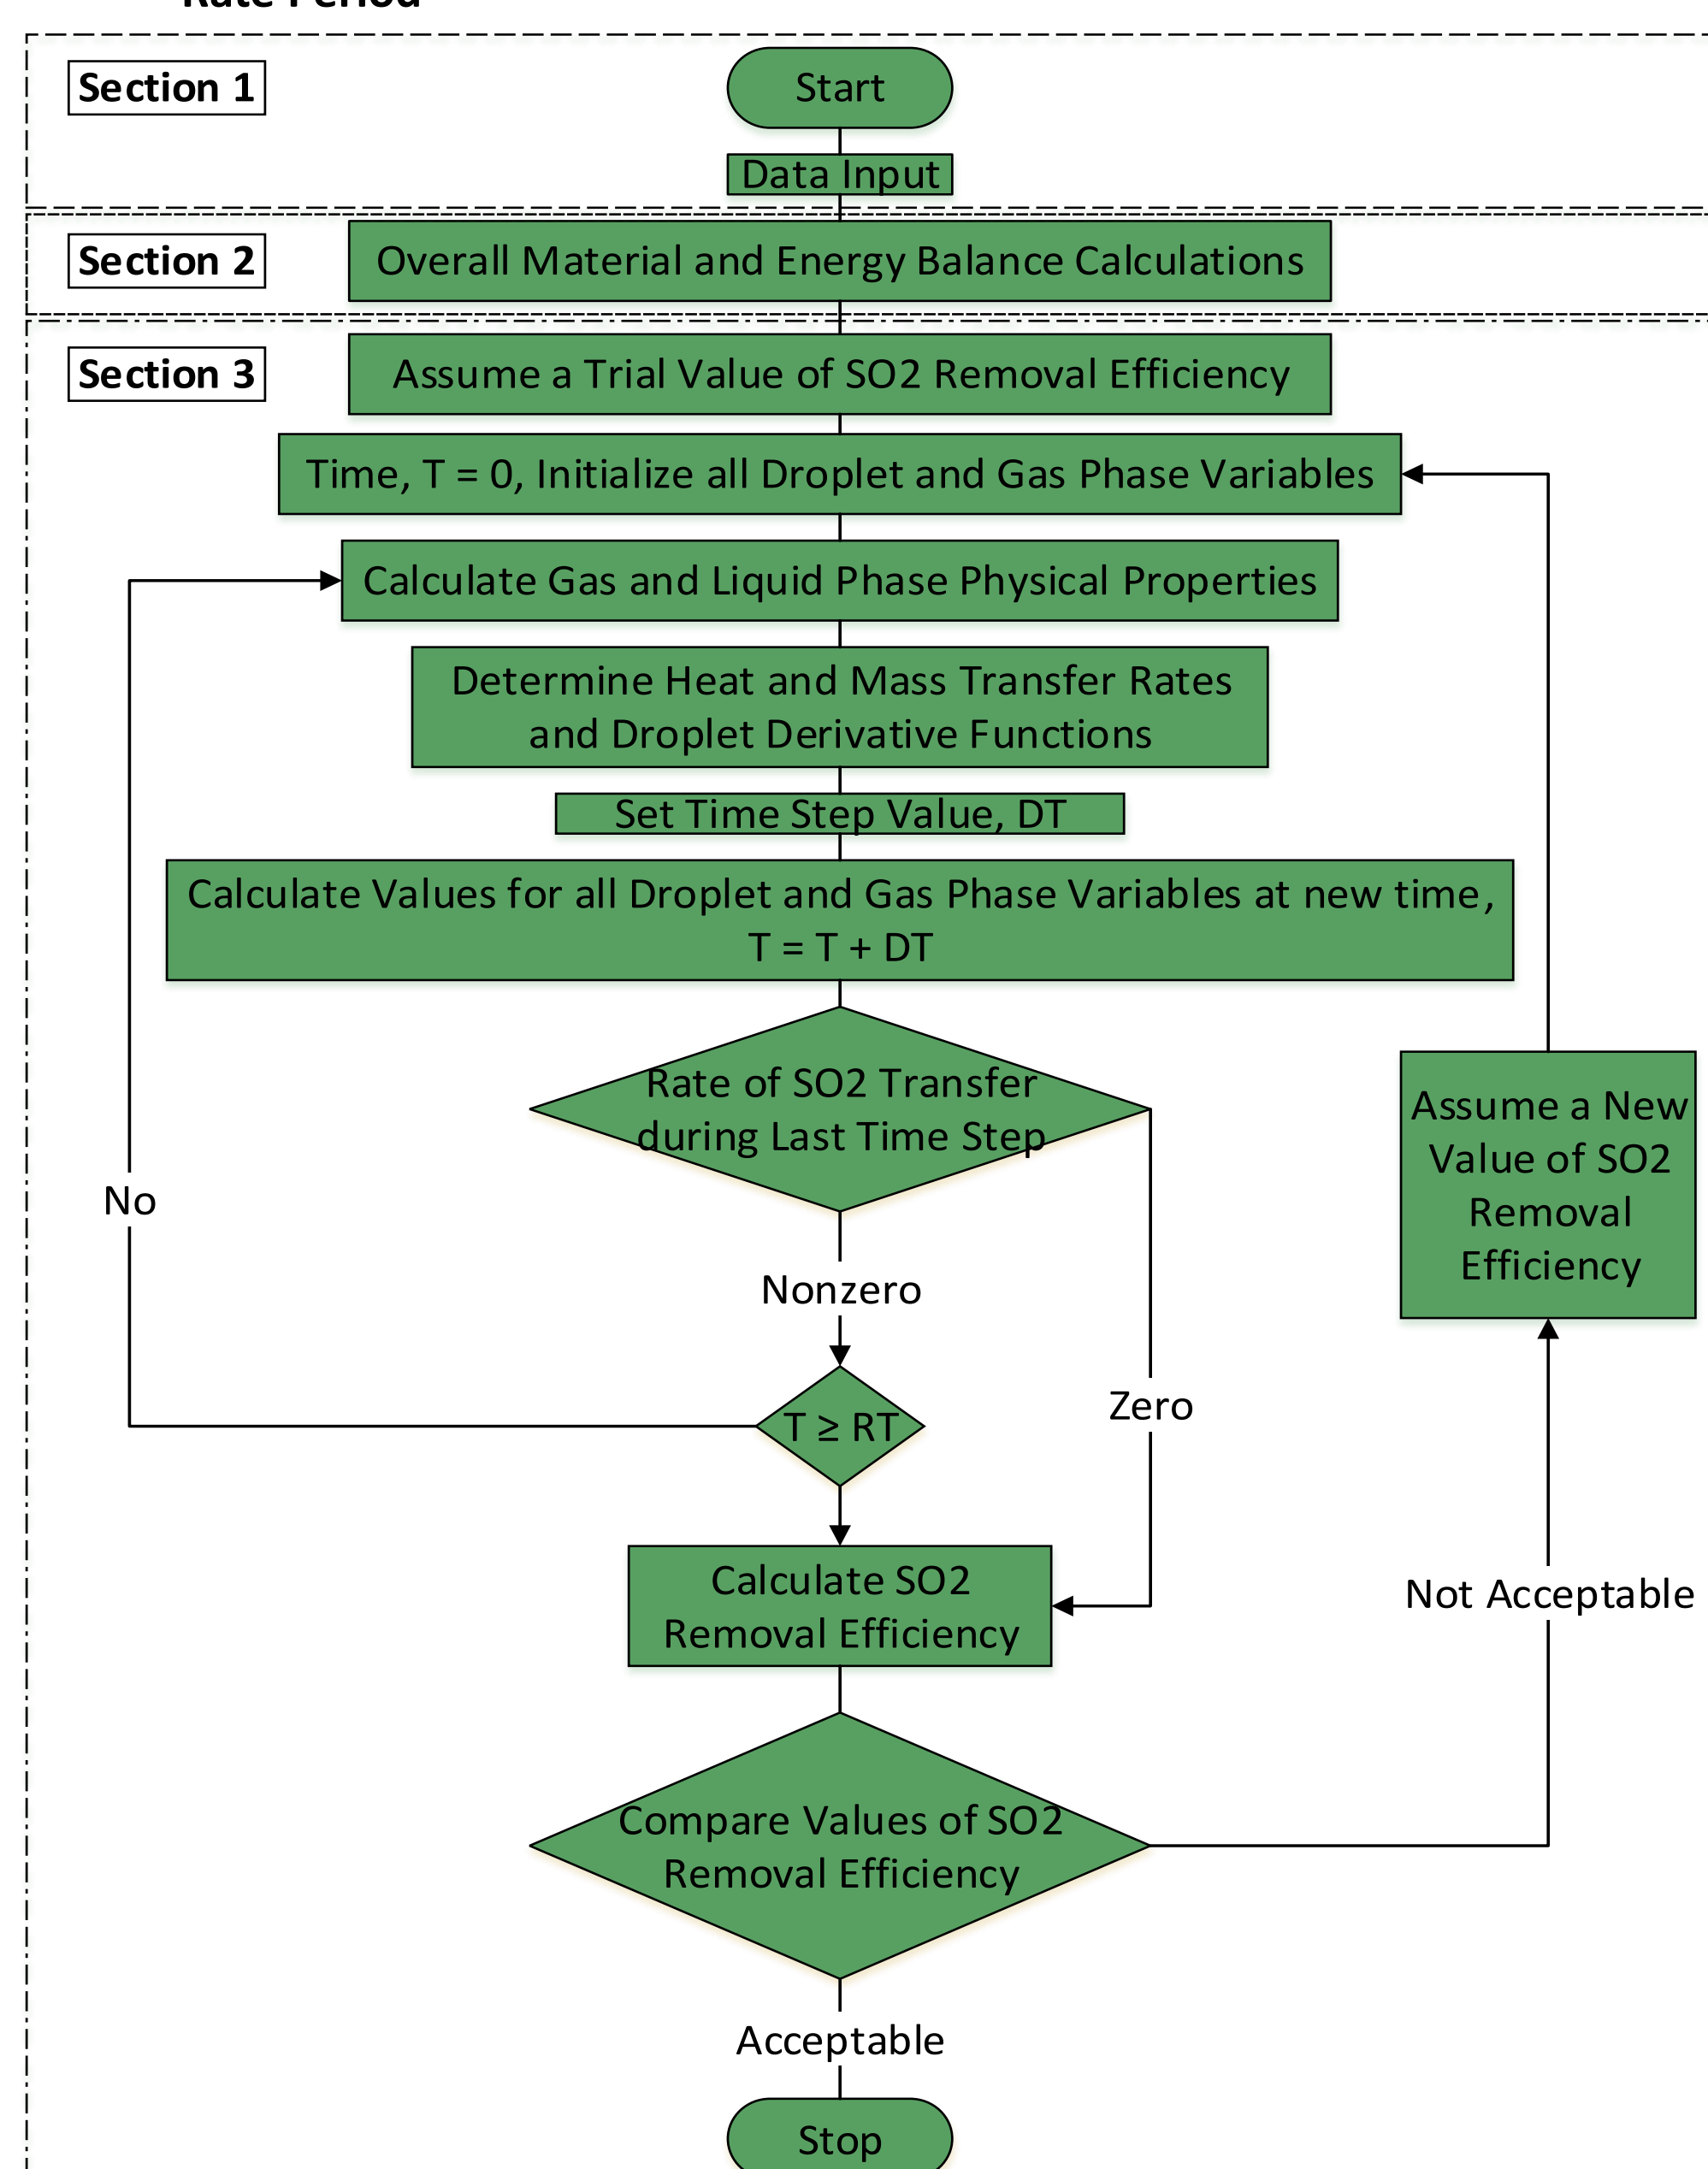 Rate Period
Section 1
Start
Data Input
Section 2
Overall Material and Energy Balance Calculations
Section 3
Assume a Trial Value of SO2 Removal Efficiency
Time, T = 0, Initialize all Droplet and Gas Phase Variables
Calculate Gas and Liquid Phase Physical Properties
Determine Heat and Mass Transfer Rates
and Droplet Derivative Functions
Set Time Step Value, DT
Calculate Values for all Droplet and Gas Phase Variables at new time,
T = T + DT
Rate of SO2 Transfer
during Last Time Step
Assume a New
Value of SO2
Removal
Efficiency
No
Nonzero
Zero
T ≥ RT
Calculate SO2
Removal Efficiency
Not Acceptable
Compare Values of SO2
Removal Efficiency
Acceptable
Stop